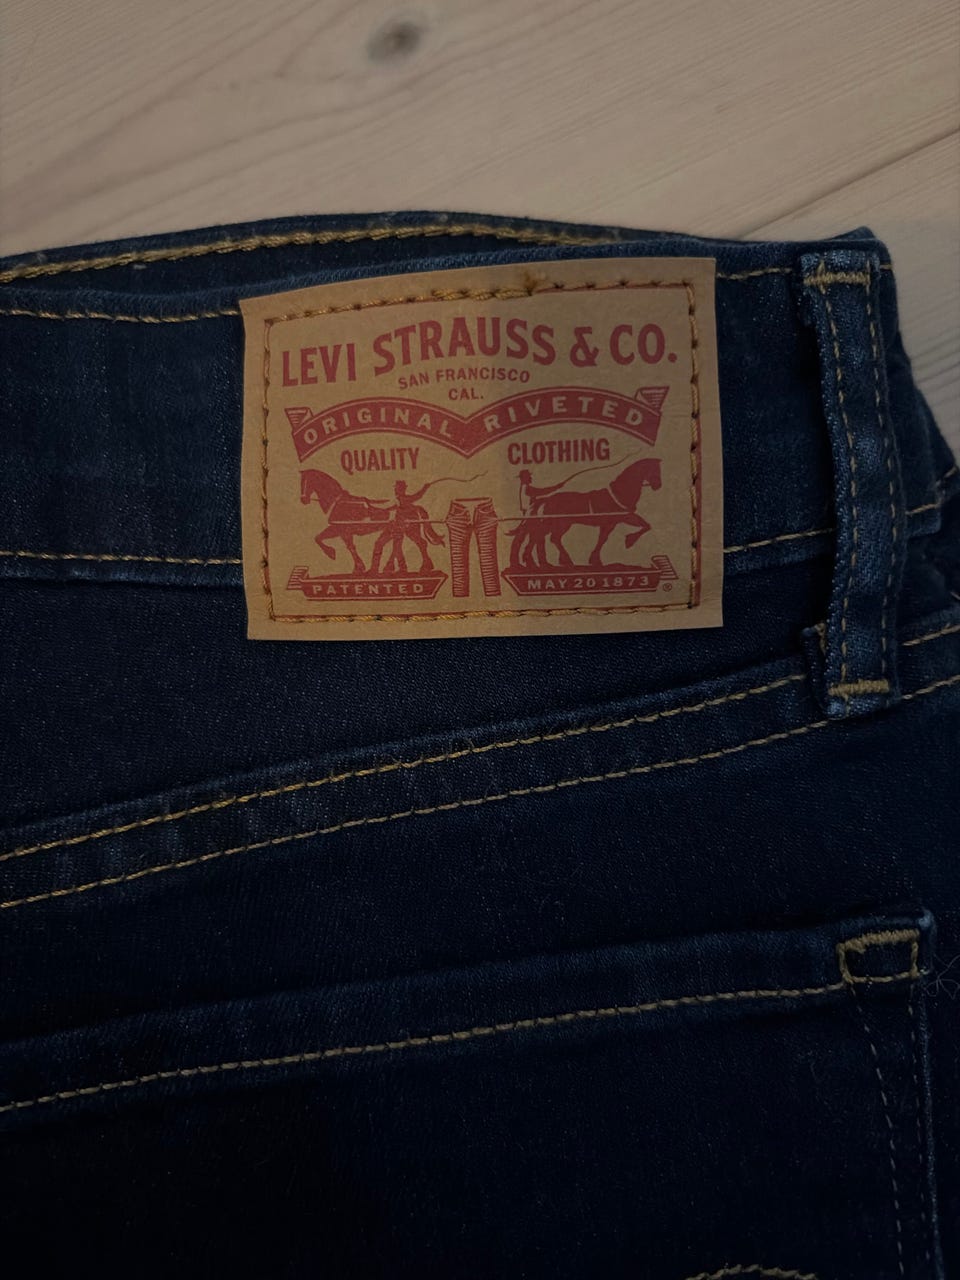 LEVI STRAUSS & CO.
SAN FRANCISCO
CAL.
ORIGINAL RIVETED
QUALITY CLOTHING
PATENTED MAY 20 1873 ®